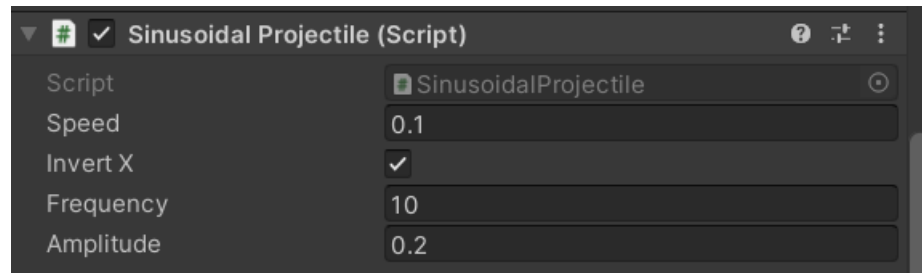 Sinusoidal Projectile (Script)
Script SinusoidalProjectile
Speed 0.1
Invert X
Frequency 10
Amplitude 0.2